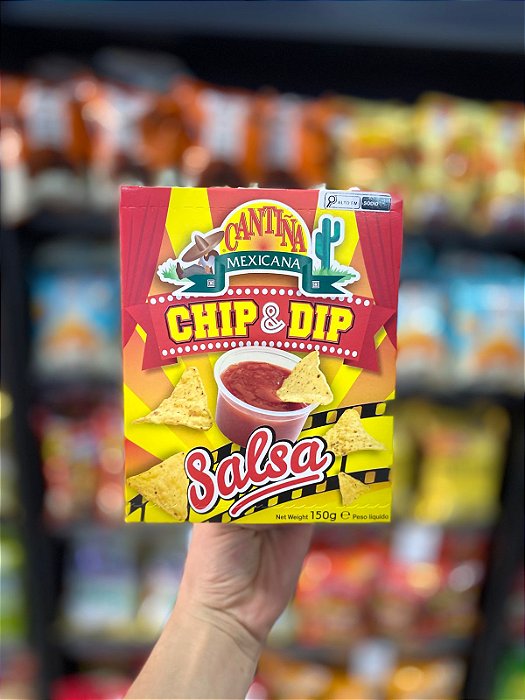 ALTO EM SÓDIO
CANTIÑA
MEXICANA
CHIP & DIP
Salsa
Net Weight 150g ℮ Peso líquido